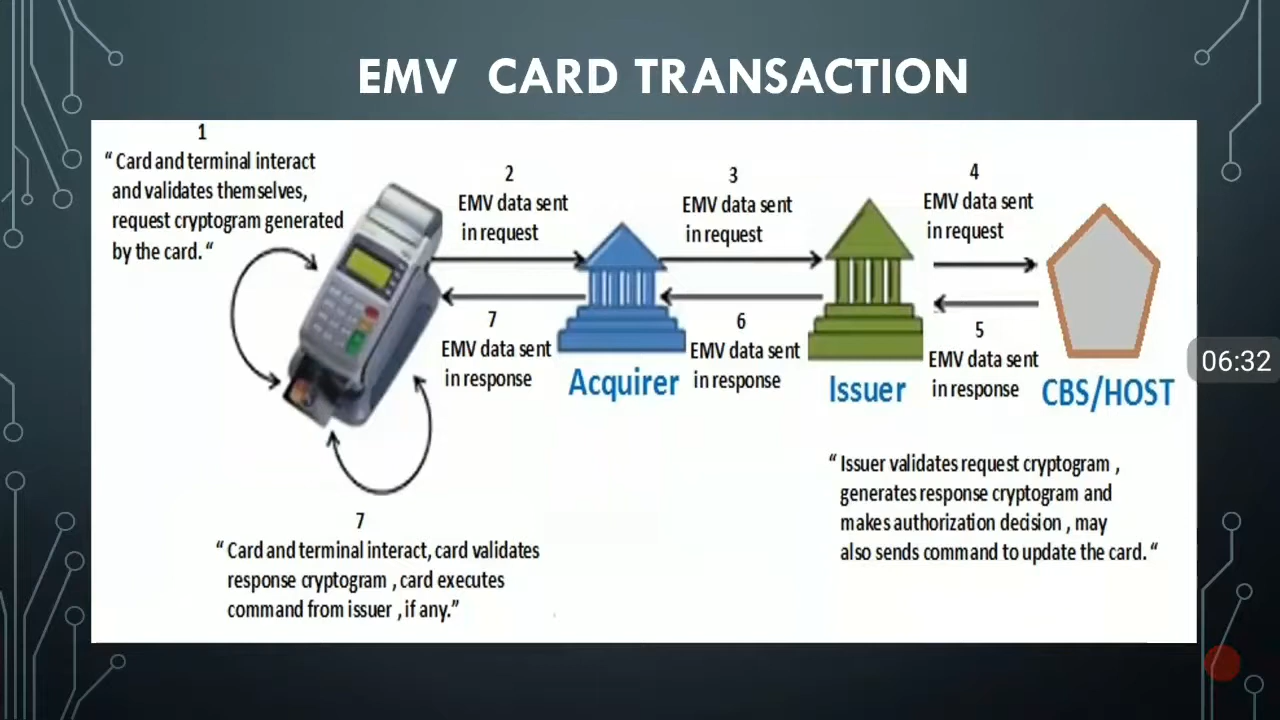 EMV CARD TRANSACTION
1
“ Card and terminal interact
and validates themselves,
request cryptogram generated
by the card. “
2
EMV data sent
in request
3
EMV data sent
in request
4
EMV data sent
in request
7
EMV data sent
in response
6
EMV data sent
in response
5
EMV data sent
in response
Acquirer
Issuer
CBS/HOST
06:32
“ Issuer validates request cryptogram ,
generates response cryptogram and
makes authorization decision , may
also sends command to update the card. “
7
“ Card and terminal interact, card validates
response cryptogram , card executes
command from issuer , if any.”